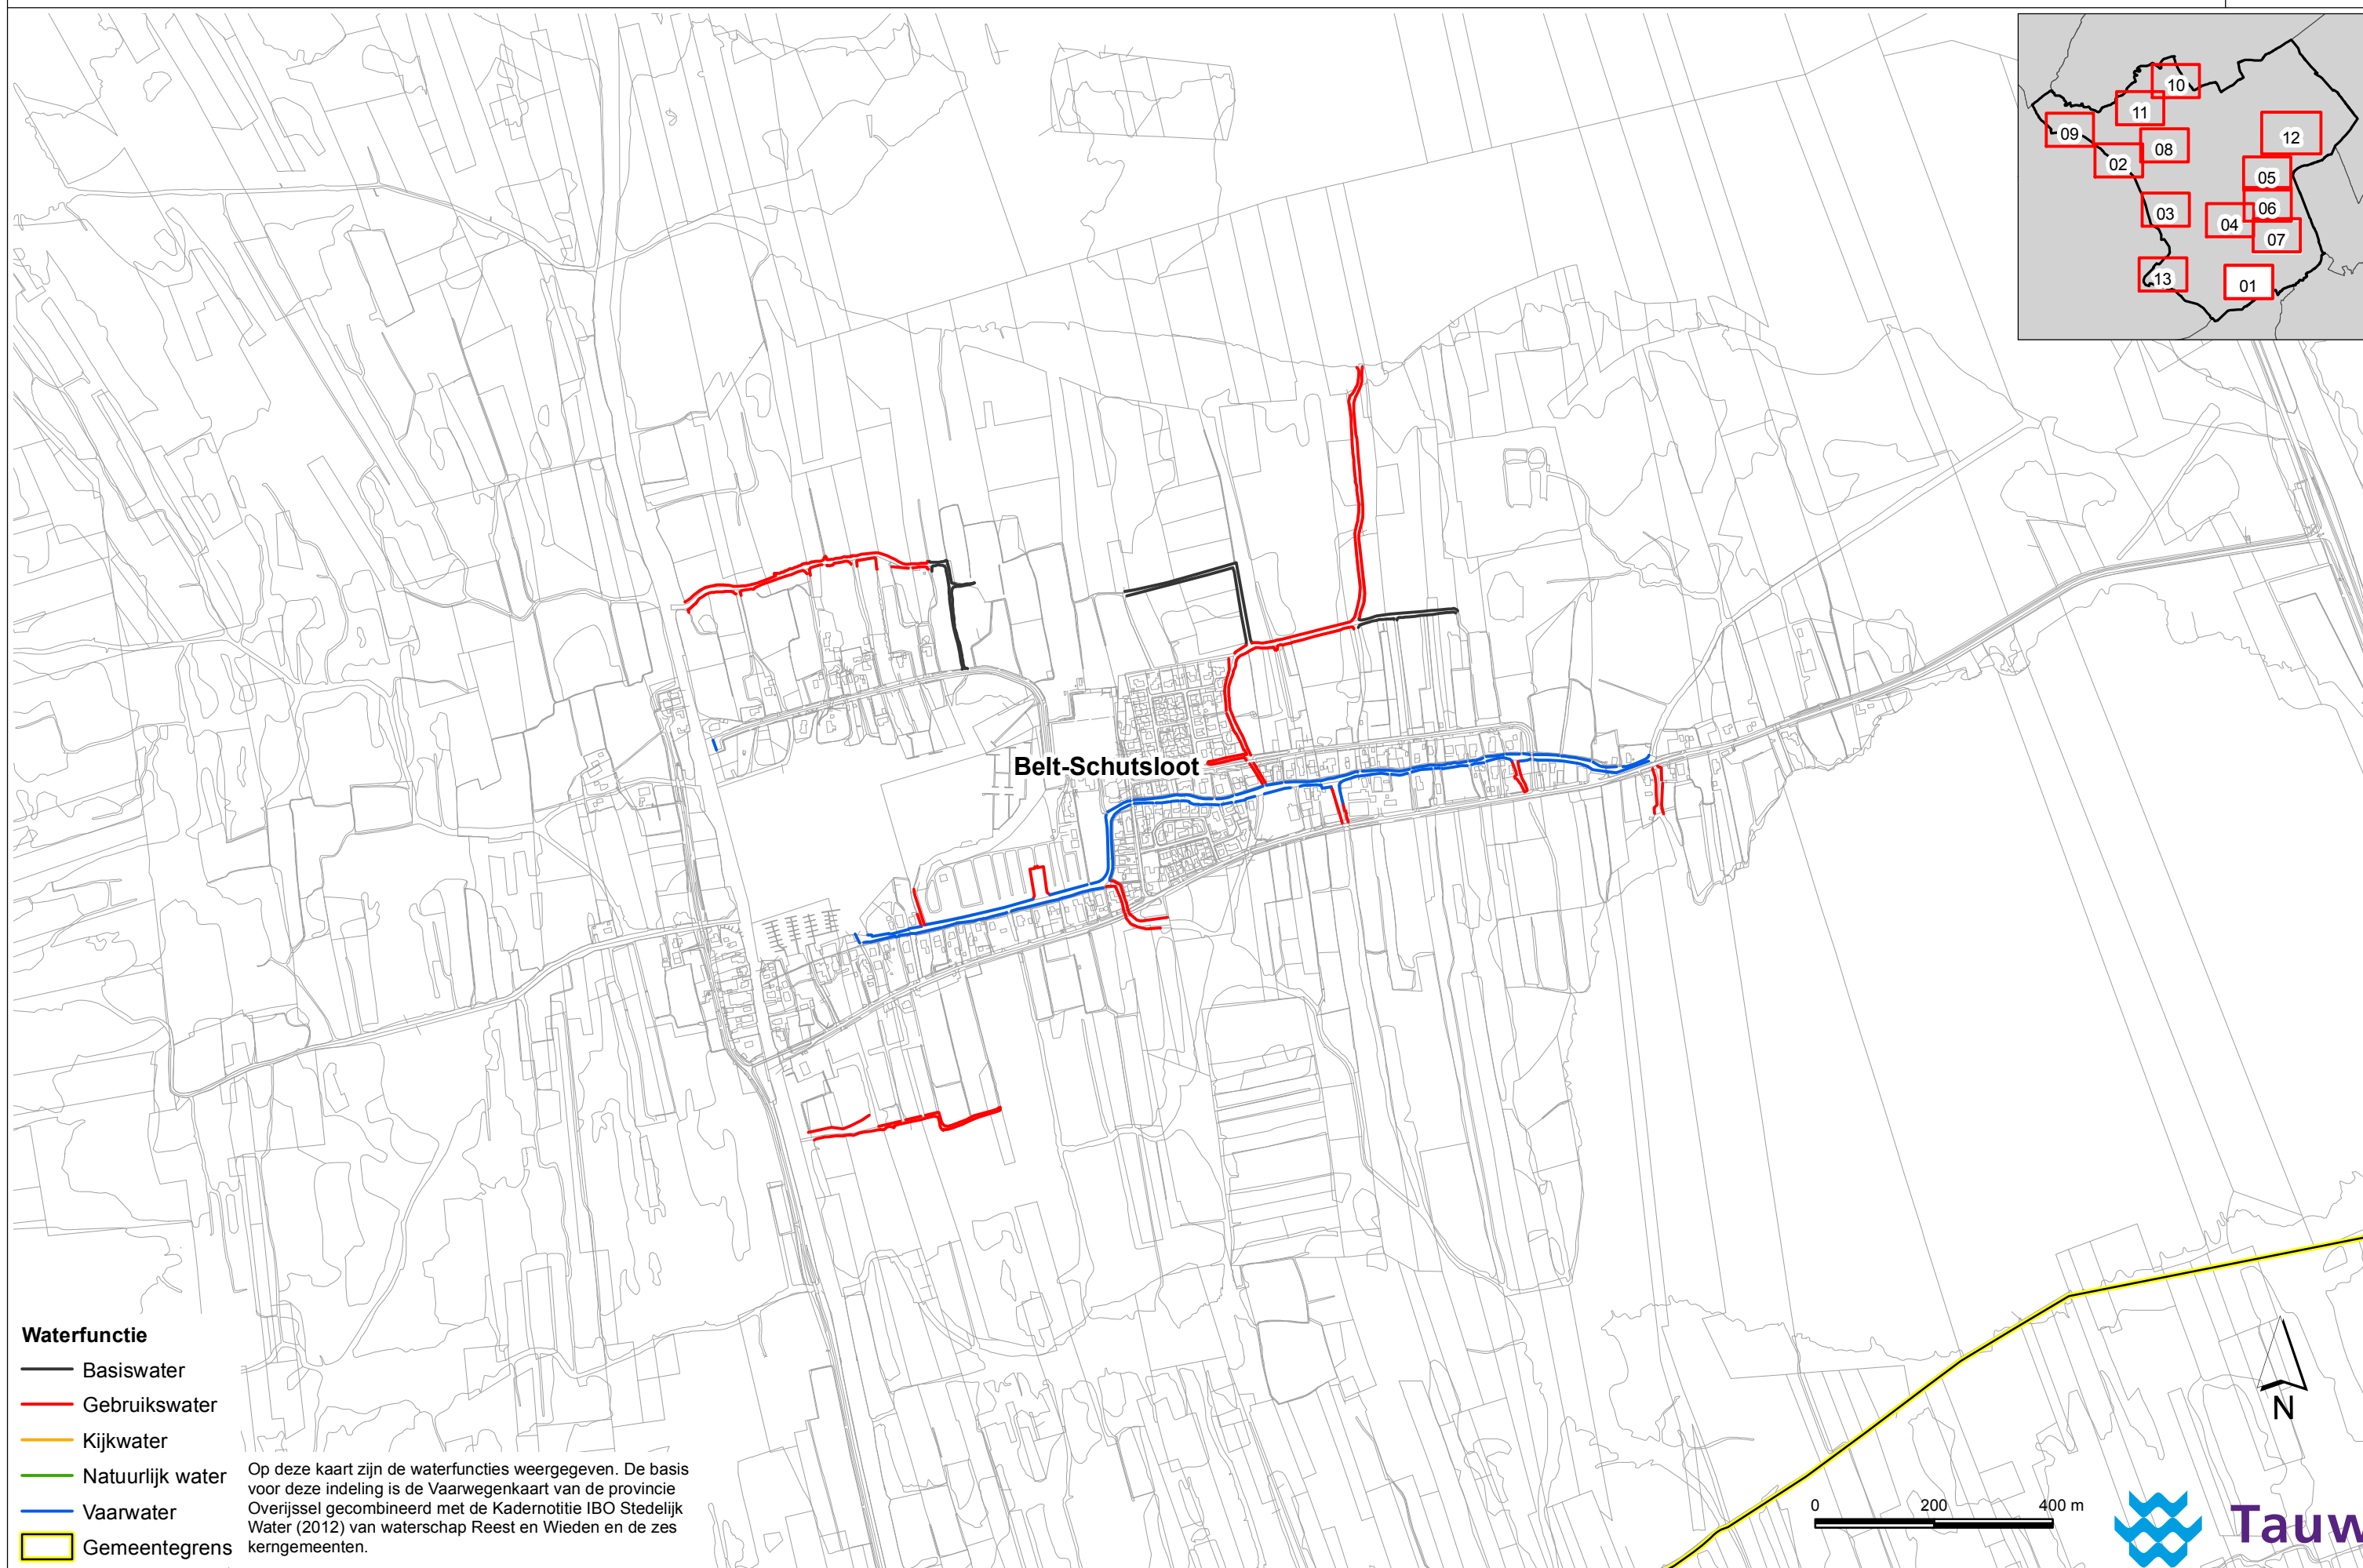 10
11
09
12
08
02
05
03
06
04
07
13
01
Belt-Schutsloot
Waterfunctie
Basiswater
Gebruikswater
Kijkwater
Natuurlijk water
Vaarwater
Gemeentegrens
Op deze kaart zijn de waterfuncties weergegeven. De basis
voor deze indeling is de Vaarwegenkaart van de provincie
Overijssel gecombineerd met de Kadernotitie IBO Stedelijk
Water (2012) van waterschap Reest en Wieden en de zes
kerngemeenten.
N
0 200 400 m
Tauw